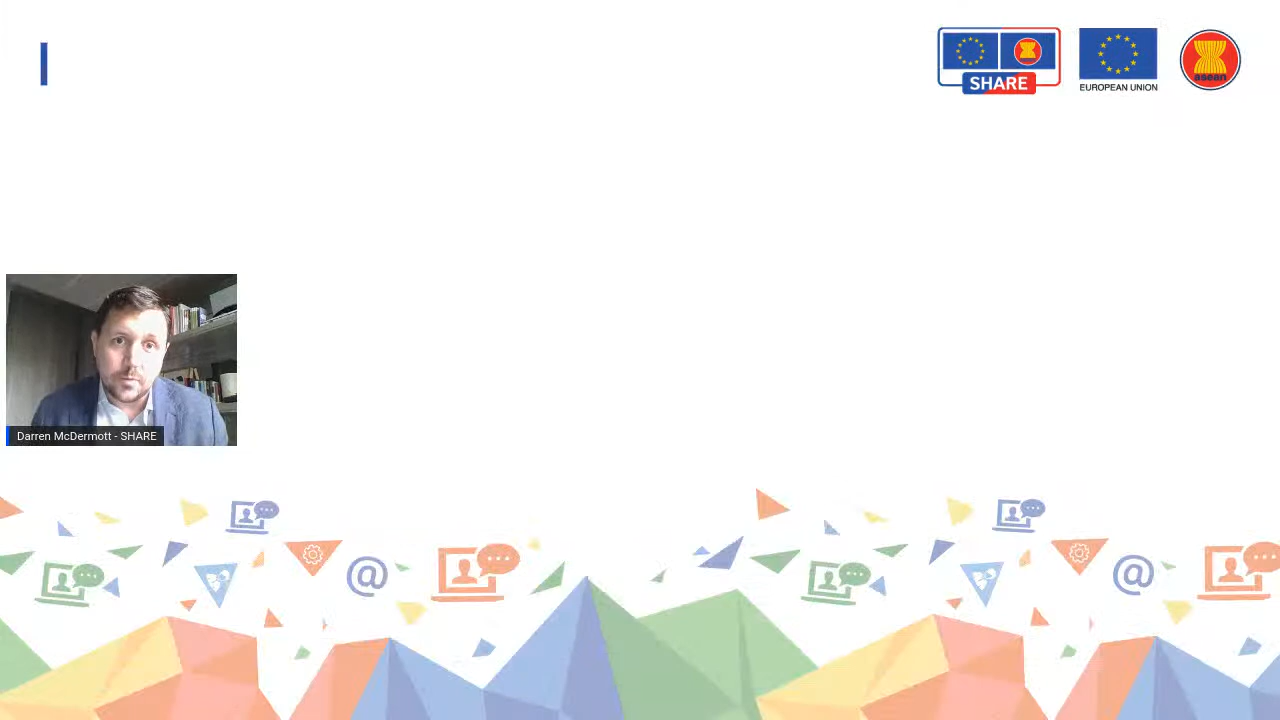 SHARE
EUROPEAN UNION
asean
Darren McDermott - SHARE
@
@